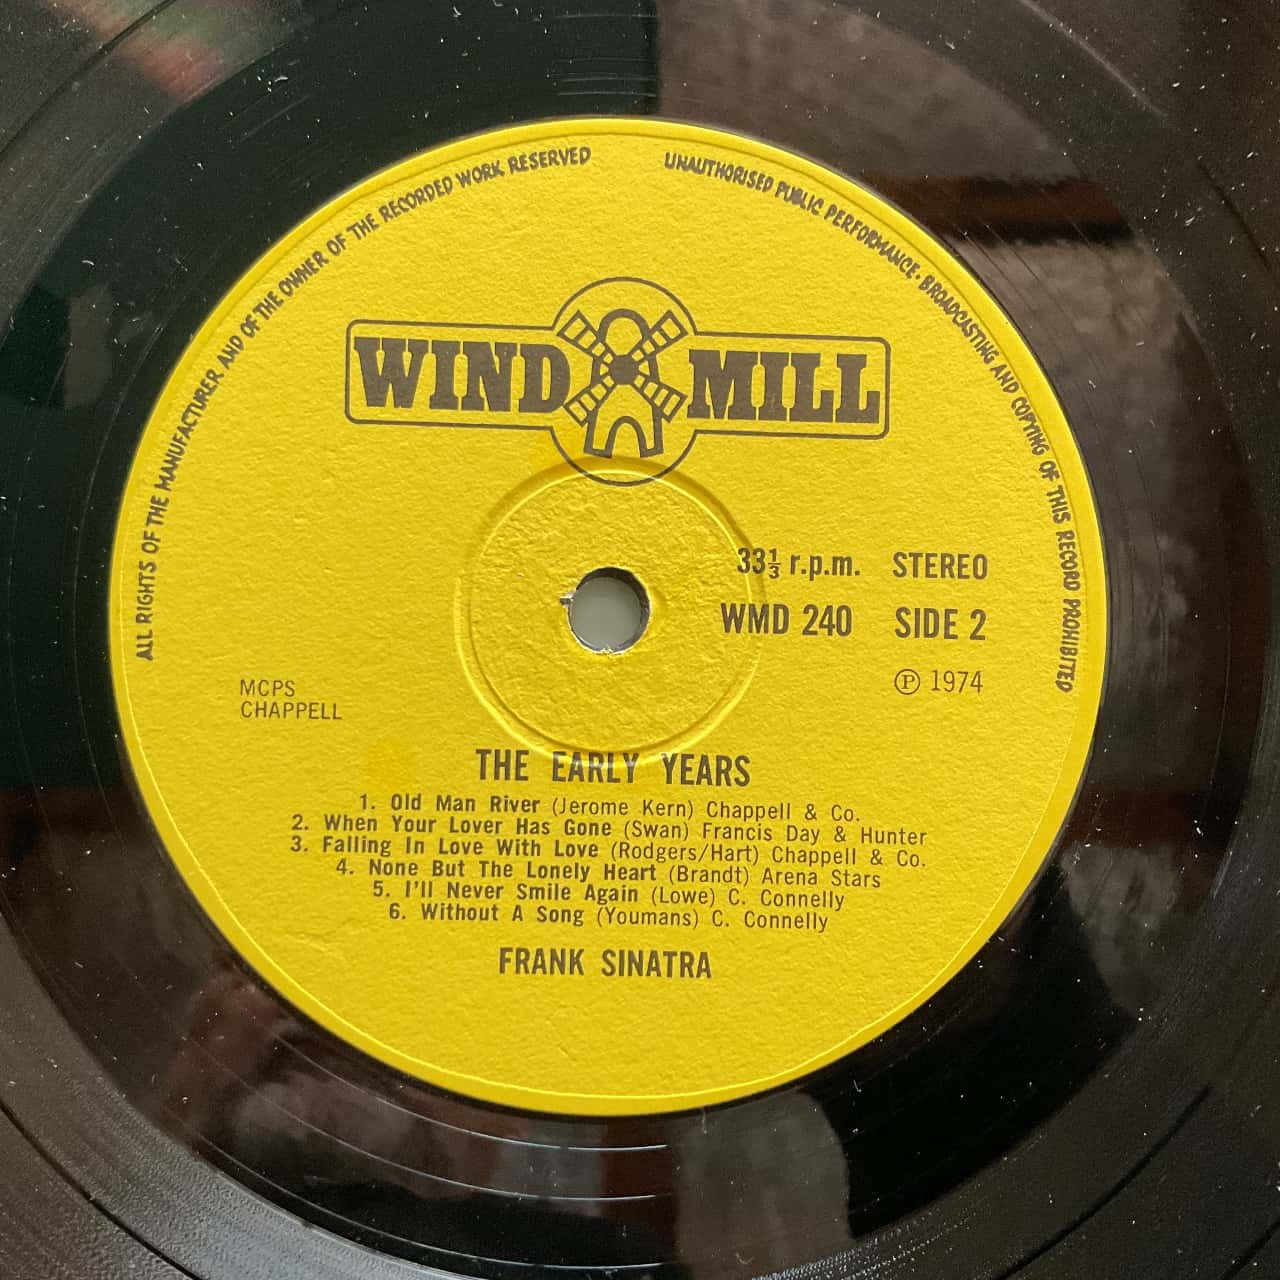 ALL RIGHTS OF THE MANUFACTURER AND OF THE OWNER OF THE RECORDED WORK RESERVED
UNAUTHORISED PUBLIC PERFORMANCE · BROADCASTING AND COPYING OF THIS RECORD PROHIBITED
WIND MILL
33⅓ r.p.m. STEREO
WMD 240 SIDE 2
℗ 1974
MCPS
CHAPPELL
THE EARLY YEARS
1. Old Man River (Jerome Kern) Chappell & Co.
2. When Your Lover Has Gone (Swan) Francis Day & Hunter
3. Falling In Love With Love (Rodgers/Hart) Chappell & Co.
4. None But The Lonely Heart (Brandt) Arena Stars
5. I'll Never Smile Again (Lowe) C. Connelly
6. Without A Song (Youmans) C. Connelly
FRANK SINATRA